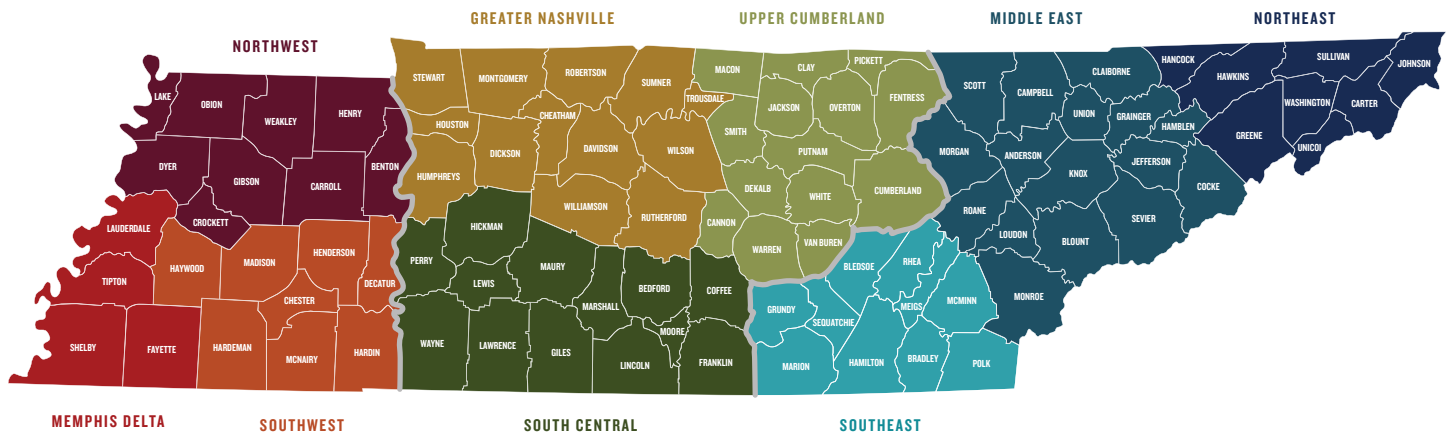 GREATER NASHVILLE
UPPER CUMBERLAND
MIDDLE EAST
NORTHEAST
NORTHWEST
LAKE
OBION
WEAKLEY
HENRY
BENTON
DYER
GIBSON
CARROLL
CROCKETT
STEWART
MONTGOMERY
ROBERTSON
SUMNER
TROUSDALE
HOUSTON
CHEATHAM
DICKSON
DAVIDSON
WILSON
HUMPHREYS
WILLIAMSON
RUTHERFORD
MACON
CLAY
PICKETT
JACKSON
OVERTON
FENTRESS
SMITH
PUTNAM
DEKALB
WHITE
CUMBERLAND
CANNON
WARREN
VAN BUREN
SCOTT
CAMPBELL
CLAIBORNE
UNION
GRAINGER
HAMBLEN
MORGAN
ANDERSON
KNOX
JEFFERSON
COCKE
ROANE
LOUDON
BLOUNT
SEVIER
MONROE
HANCOCK
HAWKINS
SULLIVAN
JOHNSON
WASHINGTON
CARTER
GREENE
UNICOI
LAUDERDALE
TIPTON
SHELBY
FAYETTE
HAYWOOD
MADISON
HENDERSON
DECATUR
CHESTER
HARDEMAN
MCNAIRY
HARDIN
HICKMAN
PERRY
LEWIS
MAURY
MARSHALL
BEDFORD
COFFEE
MOORE
WAYNE
LAWRENCE
GILES
LINCOLN
FRANKLIN
BLEDSOE
RHEA
GRUNDY
SEQUATCHIE
MEIGS
MCMINN
MARION
HAMILTON
BRADLEY
POLK
MEMPHIS DELTA
SOUTHWEST
SOUTH CENTRAL
SOUTHEAST